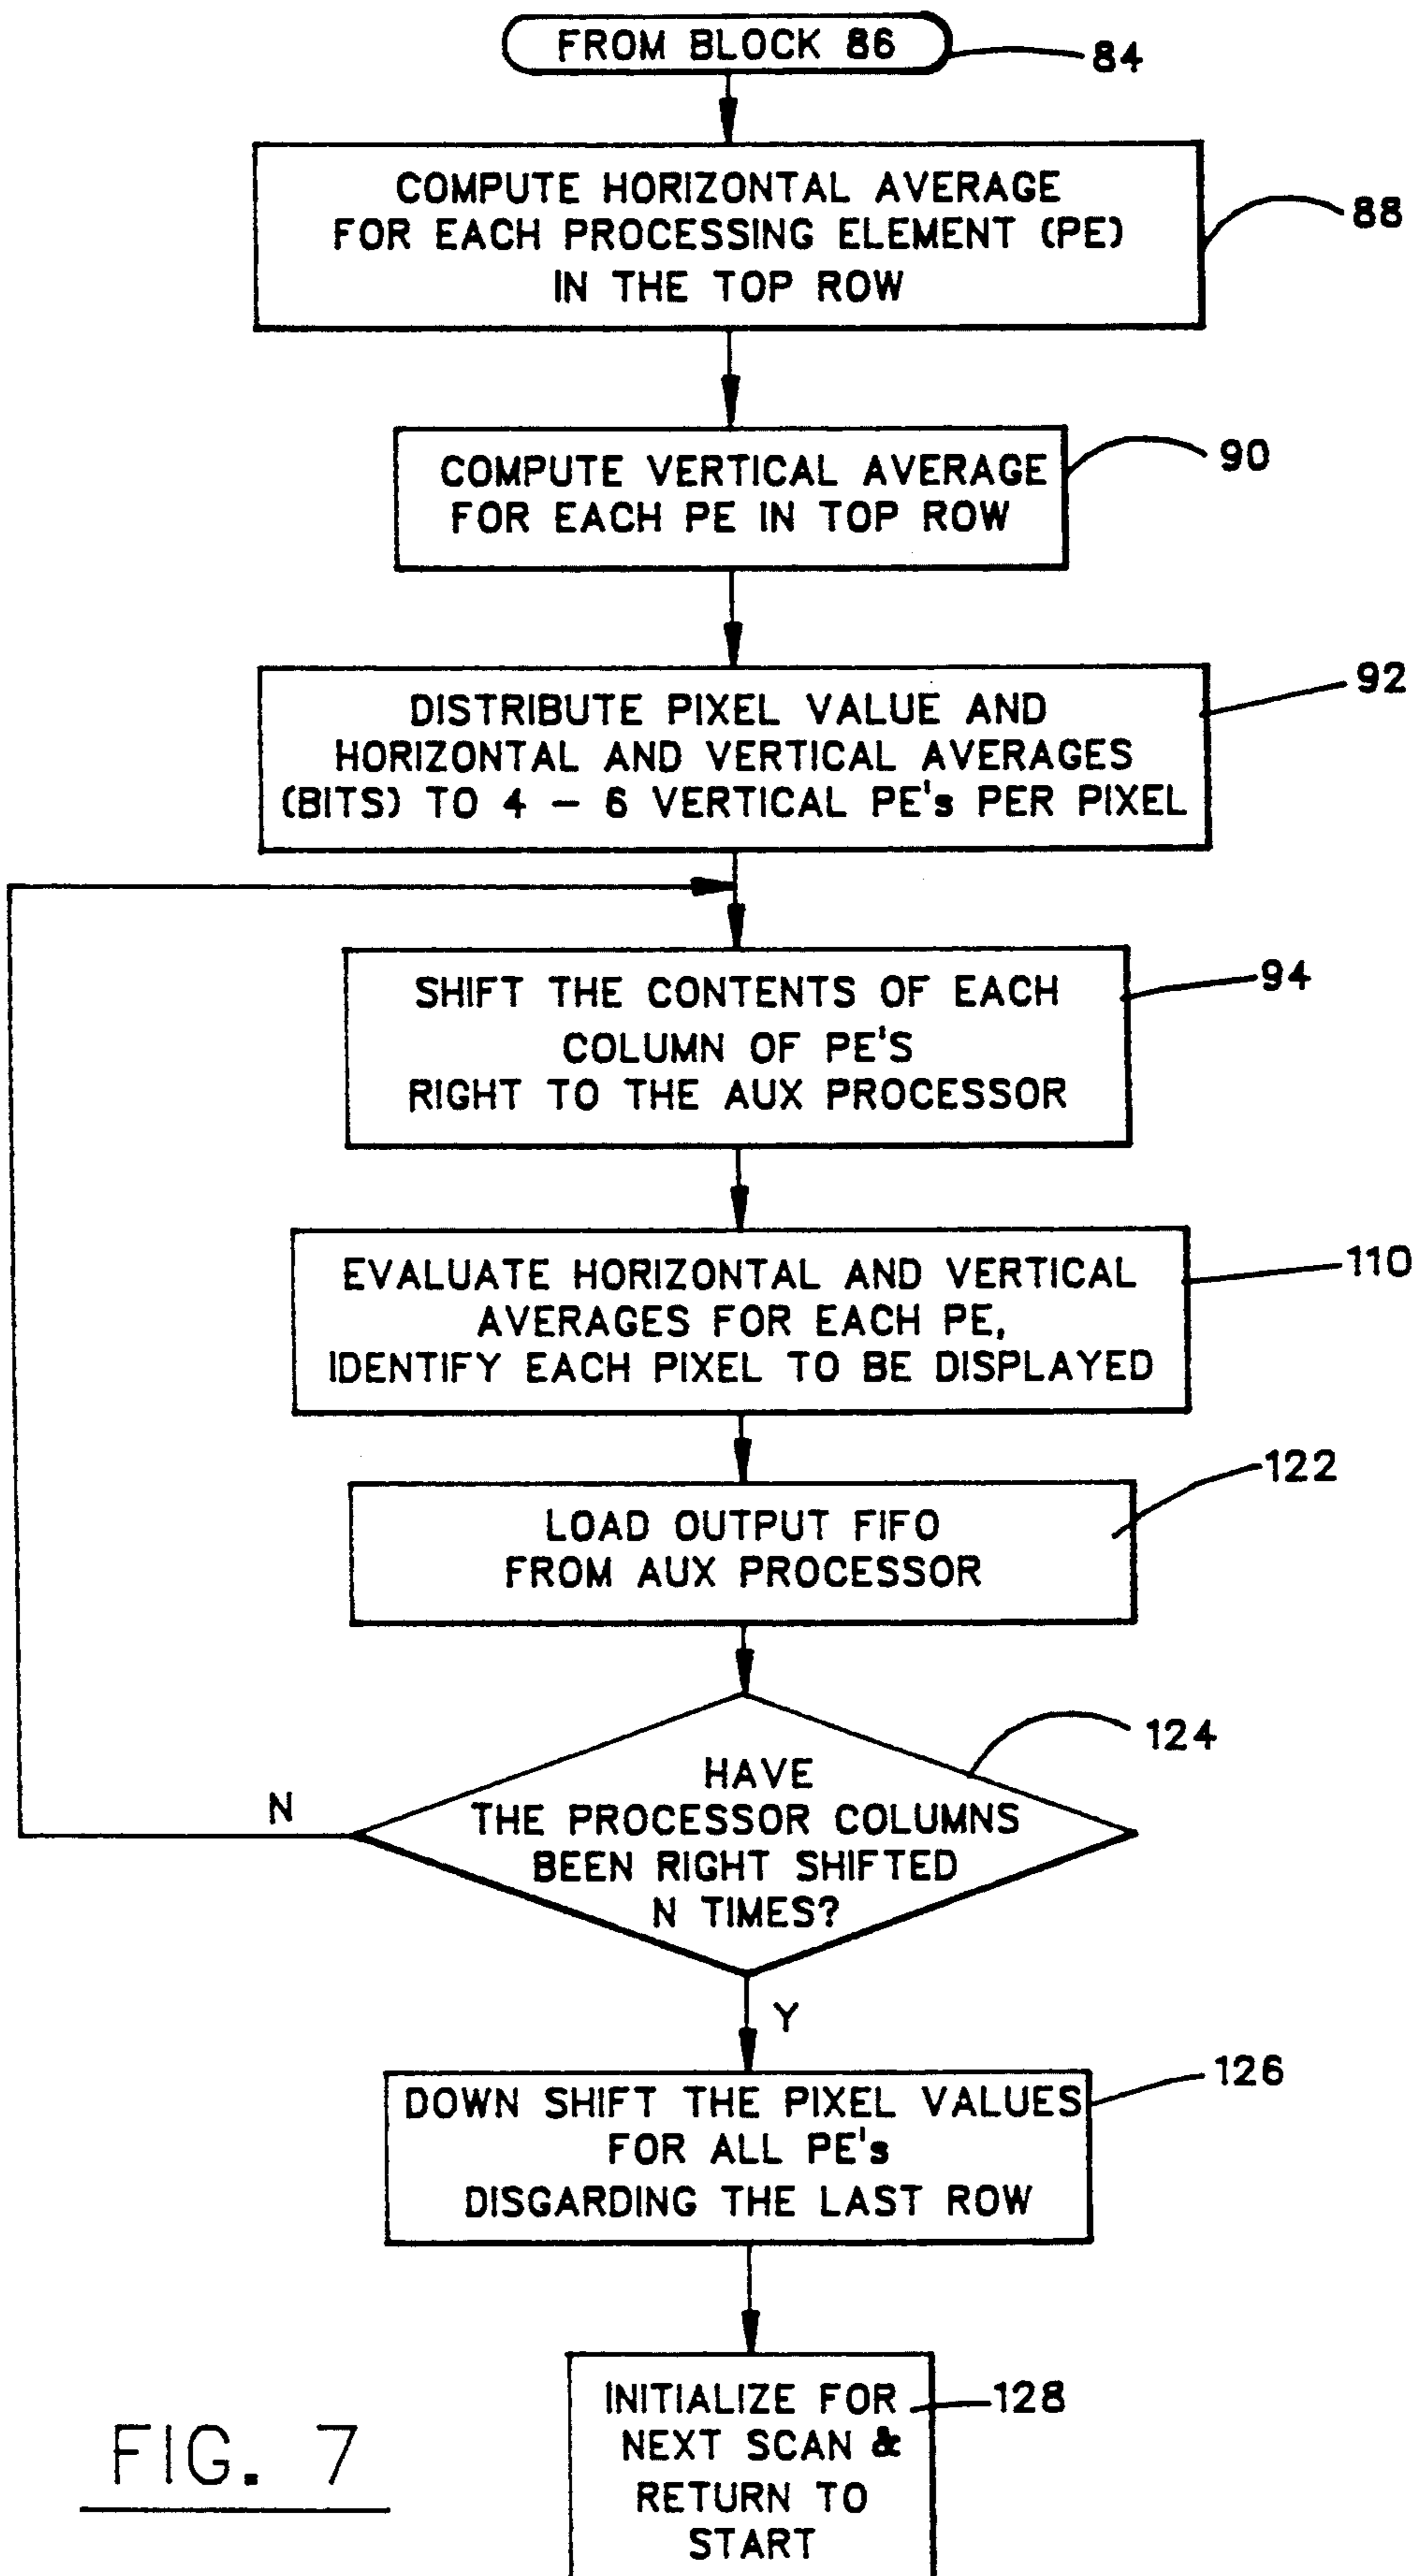 FROM BLOCK 86
84
COMPUTE HORIZONTAL AVERAGE
FOR EACH PROCESSING ELEMENT (PE)
IN THE TOP ROW
88
COMPUTE VERTICAL AVERAGE
FOR EACH PE IN TOP ROW
90
DISTRIBUTE PIXEL VALUE AND
HORIZONTAL AND VERTICAL AVERAGES
(BITS) TO 4 – 6 VERTICAL PE's PER PIXEL
92
SHIFT THE CONTENTS OF EACH
COLUMN OF PE'S
RIGHT TO THE AUX PROCESSOR
94
EVALUATE HORIZONTAL AND VERTICAL
AVERAGES FOR EACH PE,
IDENTIFY EACH PIXEL TO BE DISPLAYED
110
LOAD OUTPUT FIFO
FROM AUX PROCESSOR
122
HAVE
THE PROCESSOR COLUMNS
BEEN RIGHT SHIFTED
N TIMES?
124
N
Y
DOWN SHIFT THE PIXEL VALUES
FOR ALL PE's
DISGARDING THE LAST ROW
126
INITIALIZE FOR
NEXT SCAN &
RETURN TO
START
128
FIG. 7